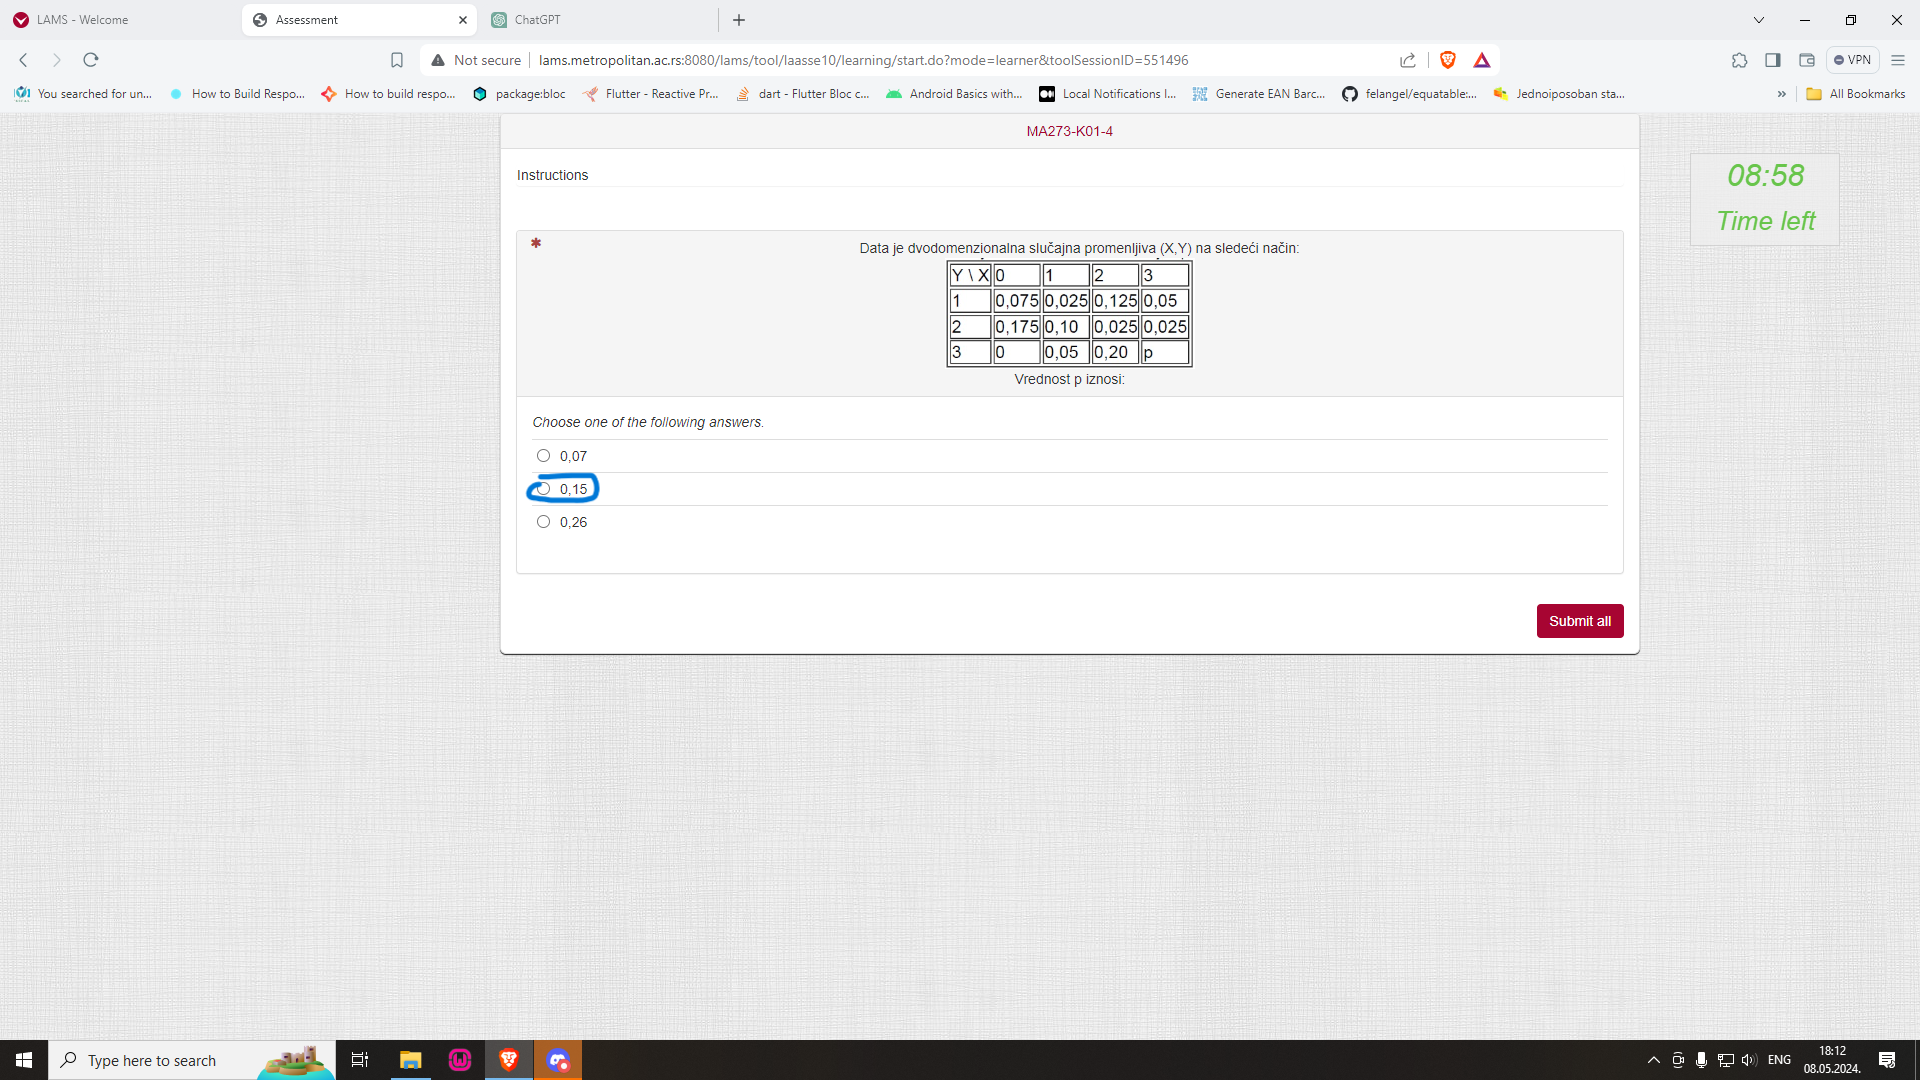 LAMS - Welcome
Assessment
ChatGPT
Not secure
lams.metropolitan.ac.rs:8080/lams/tool/laasse10/learning/start.do?mode=learner&toolSessionID=551496
VPN
You searched for un...
How to Build Respo...
How to build respo...
package:bloc
Flutter - Reactive Pr...
dart - Flutter Bloc c...
Android Basics with...
Local Notifications I...
Generate EAN Barc...
felangel/equatable:...
Jednoiposoban sta...
» All Bookmarks
MA273-K01-4
08:58
Time left
Instructions
* Data je dvodomenzionalna slučajna promenljiva (X,Y) na sledeći način:
Y \ X 0 1 2 3
1 0,075 0,025 0,125 0,05
2 0,175 0,10 0,025 0,025
3 0 0,05 0,20 p
Vrednost p iznosi:
Choose one of the following answers.
0,07
0,15
0,26
Submit all
Type here to search
ENG
18:12
08.05.2024.